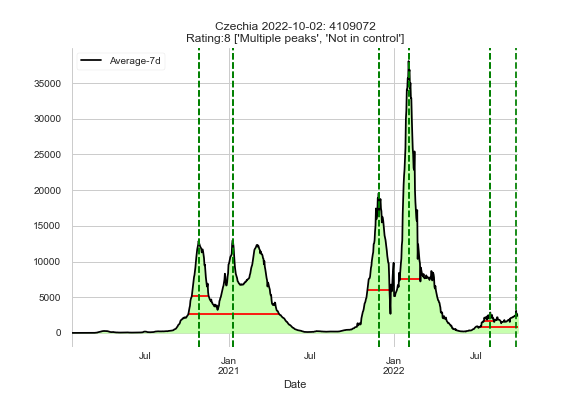 Czechia 2022-10-02: 4109072
Rating:8 ['Multiple peaks', 'Not in control']
Average-7d
35000
30000
25000
20000
15000
10000
5000
0
Jul
Jan
2021
Jul
Jan
2022
Jul
Date